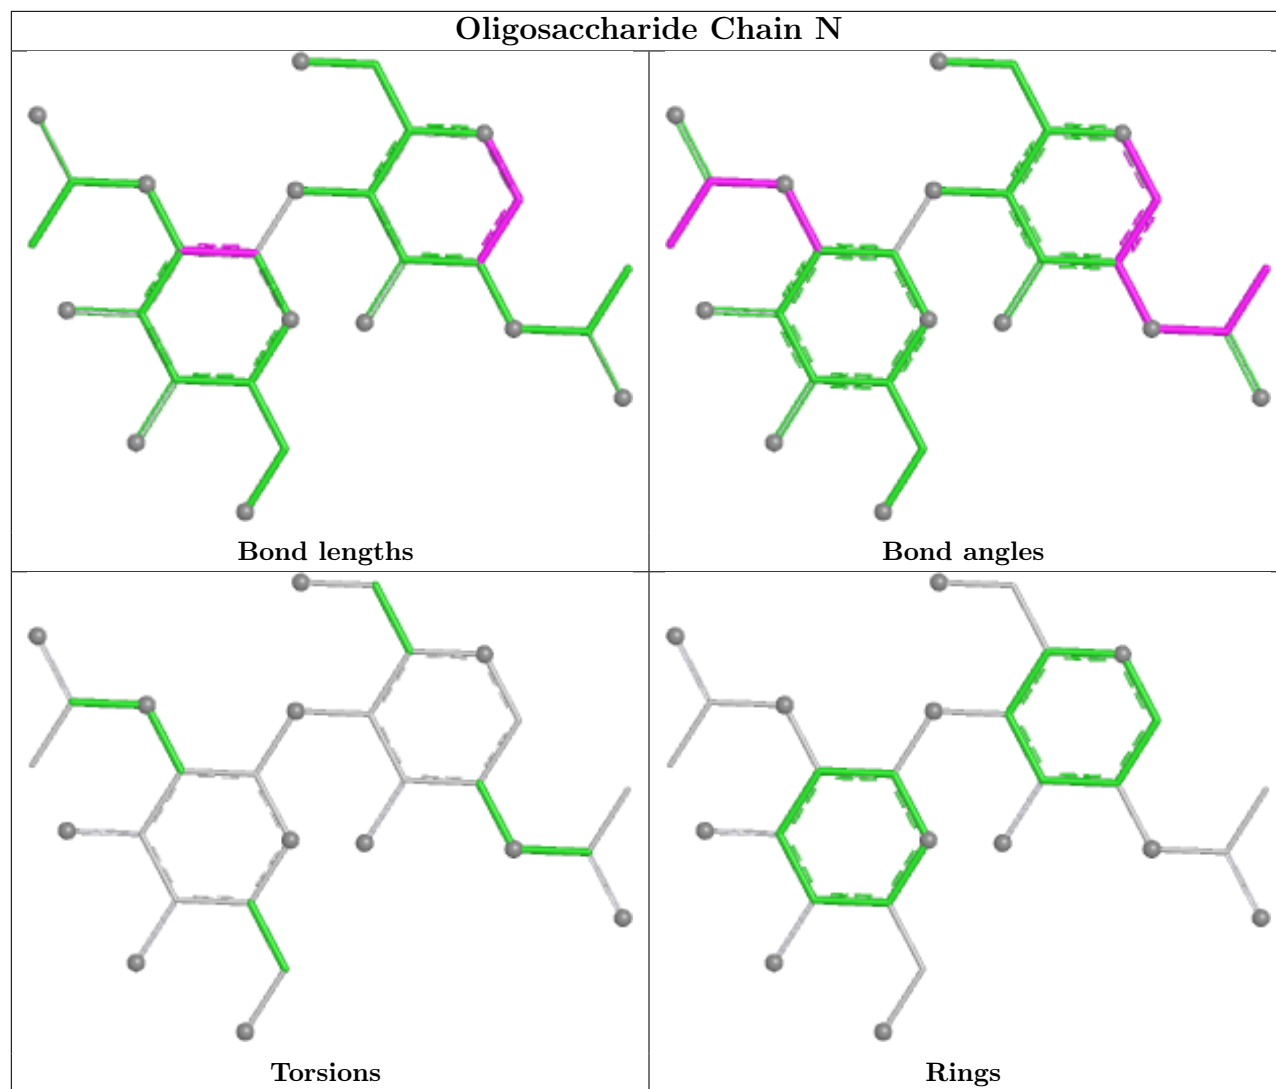 Oligosaccharide Chain N
Bond lengths
Bond angles
Torsions
Rings